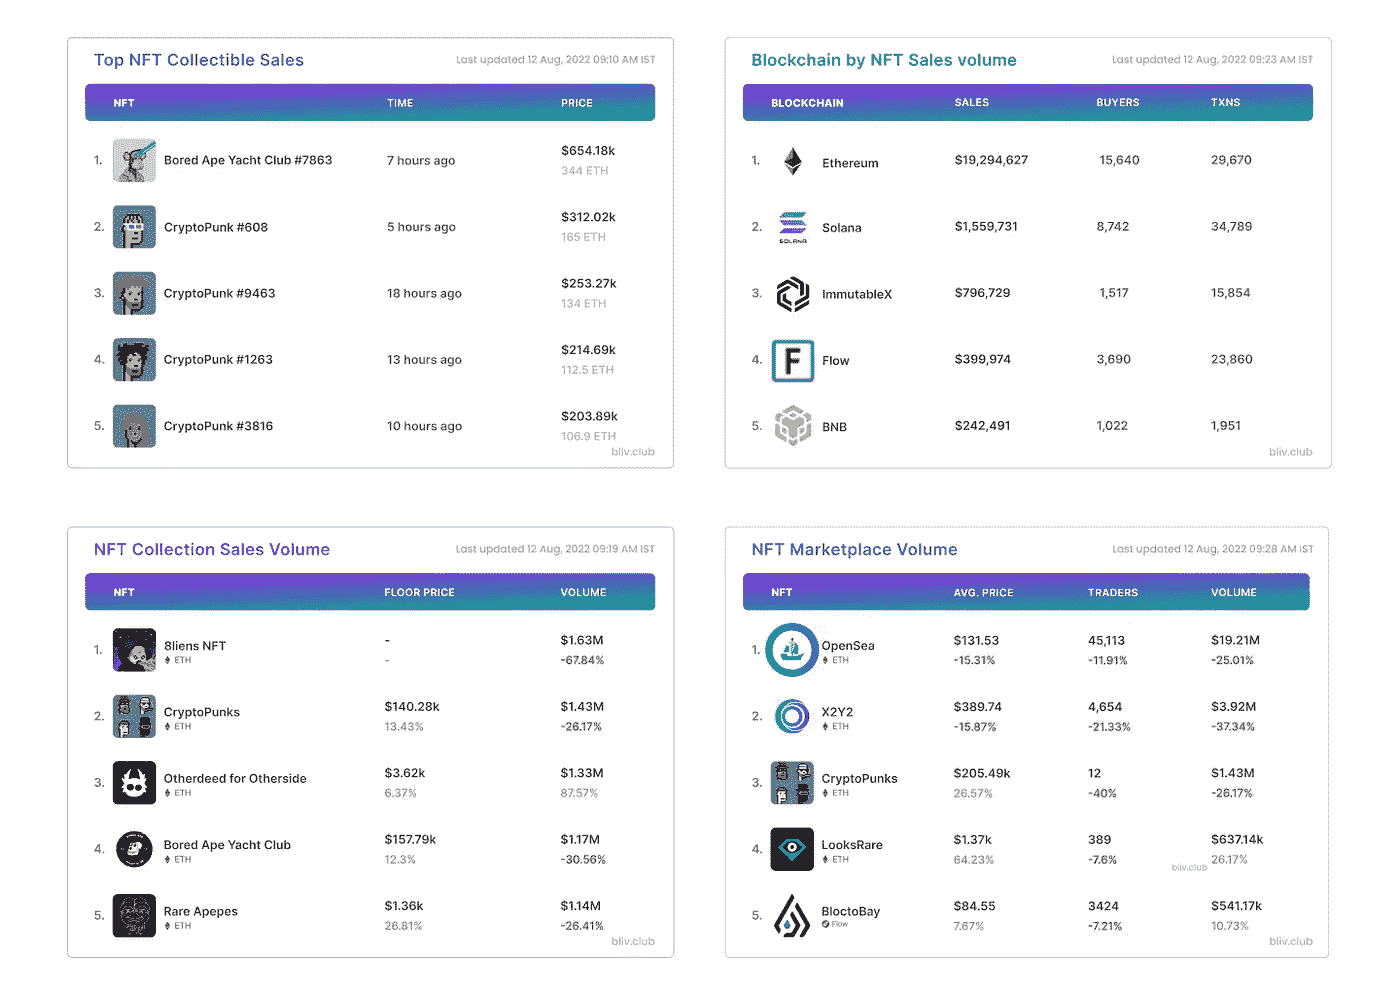 Top NFT Collectible Sales
Last updated 12 Aug, 2022 09:10 AM IST
NFT TIME PRICE
1. Bored Ape Yacht Club #7863 7 hours ago $654.18k
344 ETH
2. CryptoPunk #608 5 hours ago $312.02k
165 ETH
3. CryptoPunk #9463 18 hours ago $253.27k
134 ETH
4. CryptoPunk #1263 13 hours ago $214.69k
112.5 ETH
5. CryptoPunk #3816 10 hours ago $203.89k
106.9 ETH
bliv.club
Blockchain by NFT Sales volume
Last updated 12 Aug, 2022 09:23 AM IST
BLOCKCHAIN SALES BUYERS TXNS
1. Ethereum $19,294,627 15,640 29,670
2. Solana $1,559,731 8,742 34,789
SOLANA
3. ImmutableX $796,729 1,517 15,854
4. F Flow $399,974 3,690 23,860
5. BNB $242,491 1,022 1,951
bliv.club
NFT Collection Sales Volume
Last updated 12 Aug, 2022 09:19 AM IST
NFT FLOOR PRICE VOLUME
1. 8liens NFT - $1.63M
ETH - -67.84%
2. CryptoPunks $140.28k $1.43M
ETH 13.43% -26.17%
3. Otherdeed for Otherside $3.62k $1.33M
ETH 6.37% 87.57%
4. Bored Ape Yacht Club $157.79k $1.17M
ETH 12.3% -30.56%
5. Rare Apepes $1.36k $1.14M
ETH 26.81% -26.41%
bliv.club
NFT Marketplace Volume
Last updated 12 Aug, 2022 09:28 AM IST
NFT AVG. PRICE TRADERS VOLUME
1. OpenSea $131.53 45,113 $19.21M
ETH -15.31% -11.91% -25.01%
2. X2Y2 $389.74 4,654 $3.92M
ETH -15.87% -21.33% -37.34%
3. CryptoPunks $205.49k 12 $1.43M
ETH 26.57% -40% -26.17%
4. LooksRare $1.37k 389 $637.14k
ETH 64.23% -7.6% 26.17%
bliv.club
5. BloctoBay $84.55 3424 $541.17k
Flow 7.67% -7.21% 10.73%
bliv.club